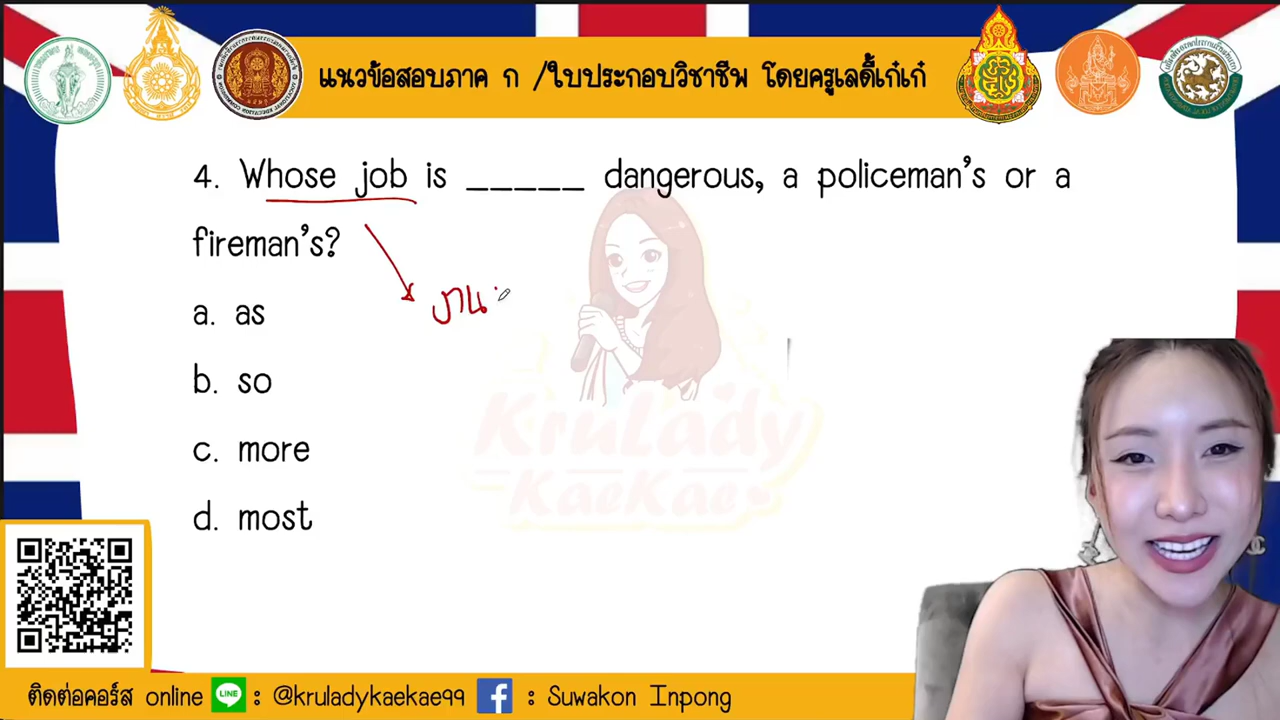 แนวข้อสอบภาค ก /ใบประกอบวิชาชีพ โดยครูเลดี้เก๋เก๋
4. Whose job is _____ dangerous, a policeman's or a
fireman's?
งาน
a. as
b. so
c. more
d. most
KruLady
KaeKae
ติดต่อคอร์ส online LINE : @kruladykaekae99 f : Suwakon Inpong